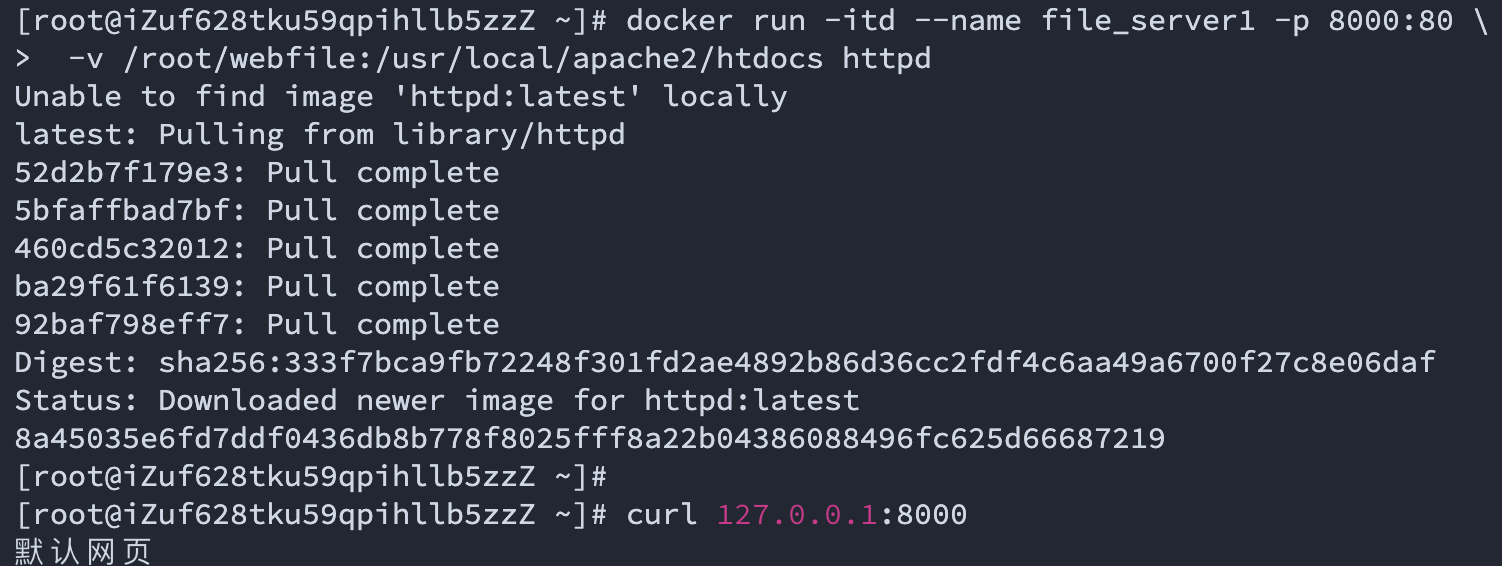 [root@iZuf628tku59qpihllb5zzZ ~]# docker run -itd --name file_server1 -p 8000:80 \
>  -v /root/webfile:/usr/local/apache2/htdocs httpd
Unable to find image 'httpd:latest' locally
latest: Pulling from library/httpd
52d2b7f179e3: Pull complete
5bfaffbad7bf: Pull complete
460cd5c32012: Pull complete
ba29f61f6139: Pull complete
92baf798eff7: Pull complete
Digest: sha256:333f7bca9fb72248f301fd2ae4892b86d36cc2fdf4c6aa49a6700f27c8e06daf
Status: Downloaded newer image for httpd:latest
8a45035e6fd7ddf0436db8b778f8025fff8a22b04386088496fc625d66687219
[root@iZuf628tku59qpihllb5zzZ ~]#
[root@iZuf628tku59qpihllb5zzZ ~]# curl 127.0.0.1:8000
默认网页